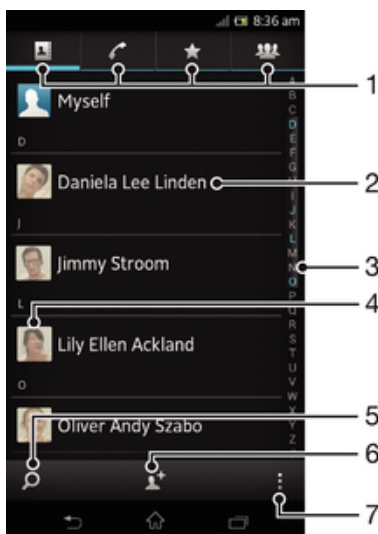 8:36 am
1
Myself
D
Daniela Lee Linden
2
J
Jimmy Stroom
3
L
4
Lily Ellen Ackland
O
Oliver Andy Szabo
A
B
C
D
E
F
G
H
I
J
K
L
M
N
O
P
Q
R
S
T
U
V
W
X
Y
Z
5
6
7